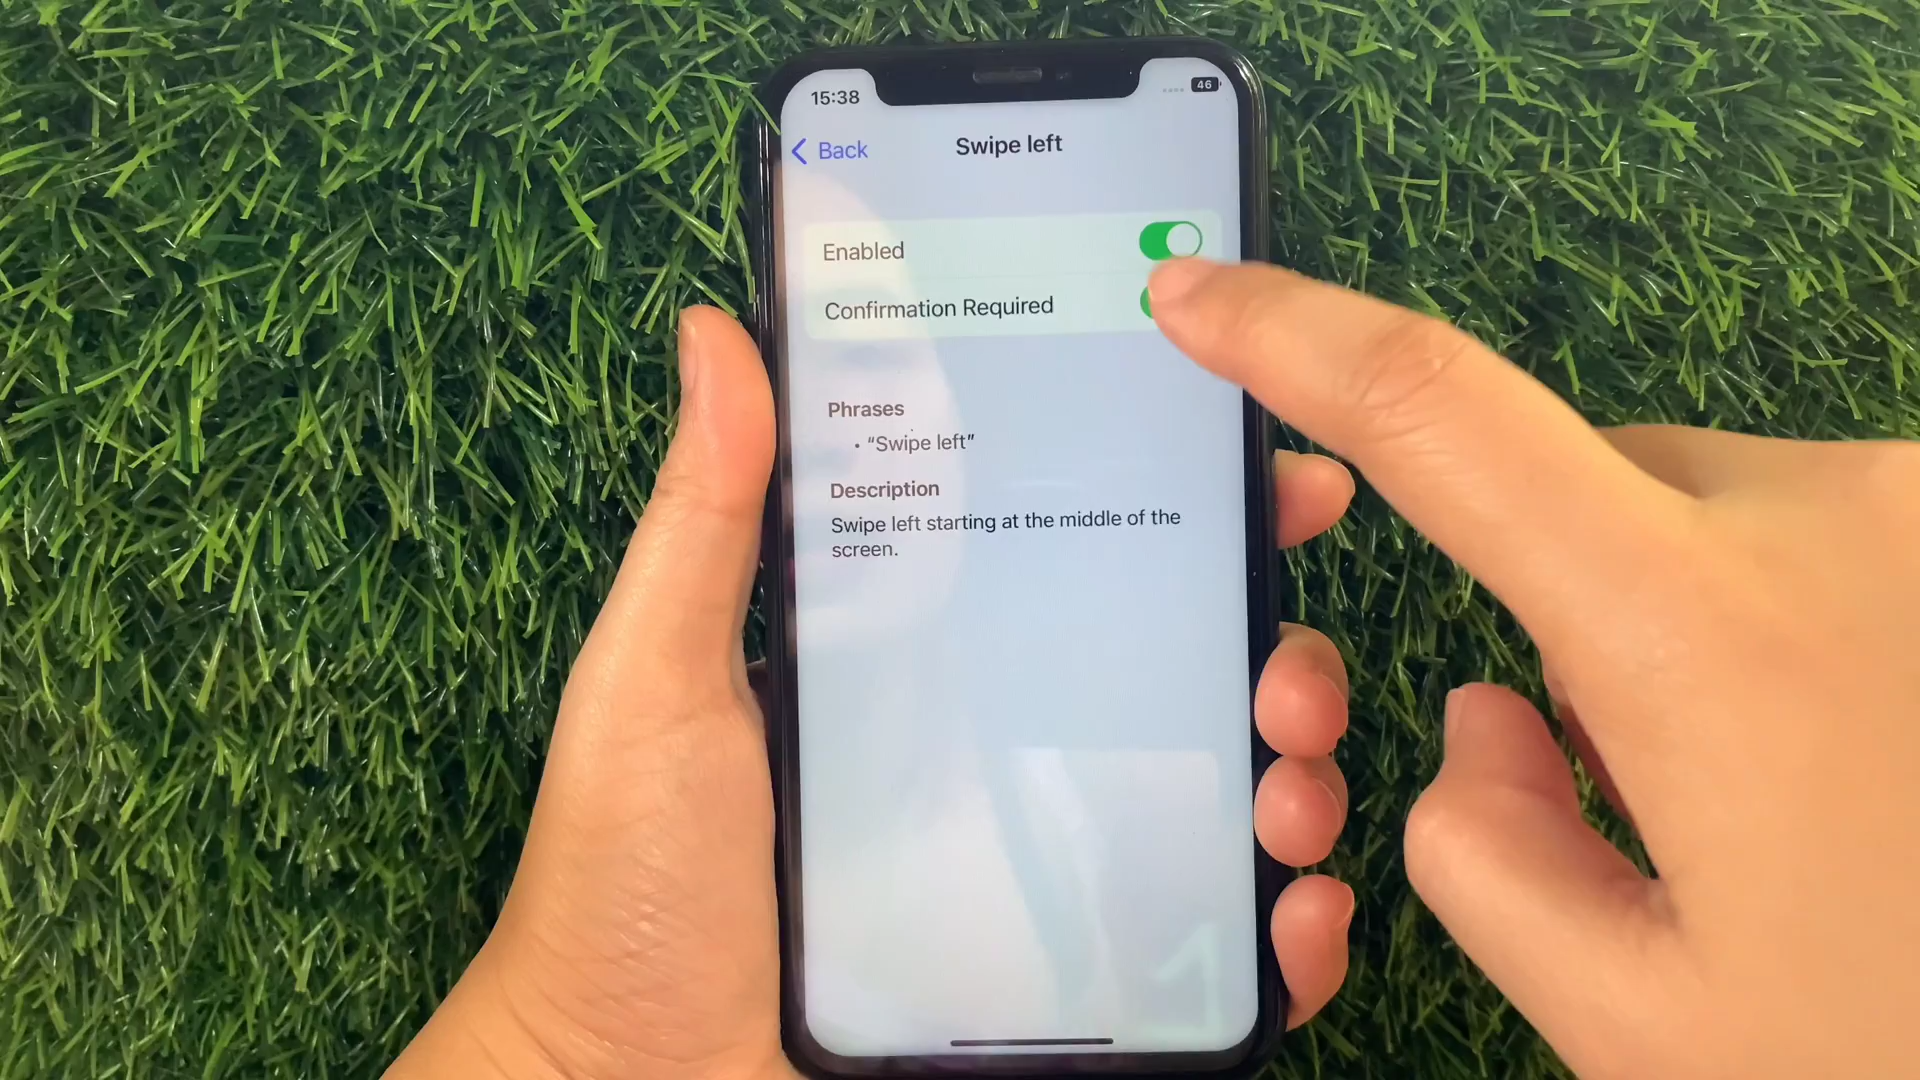 15:38
46
Back
Swipe left
Enabled
Confirmation Required
Phrases
• “Swipe left”
Description
Swipe left starting at the middle of the
screen.